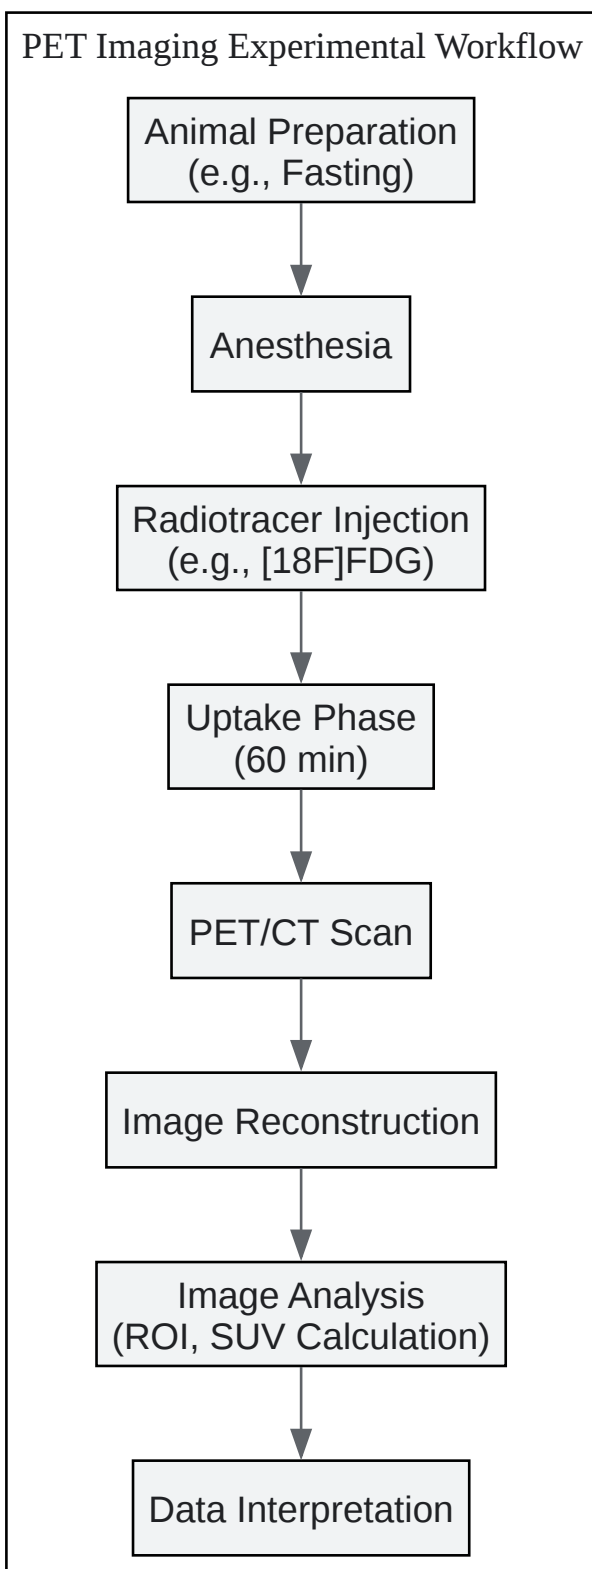 PET Imaging Experimental Workflow
Animal Preparation
(e.g., Fasting)
Anesthesia
Radiotracer Injection
(e.g., [18F]FDG)
Uptake Phase
(60 min)
PET/CT Scan
Image Reconstruction
Image Analysis
(ROI, SUV Calculation)
Data Interpretation